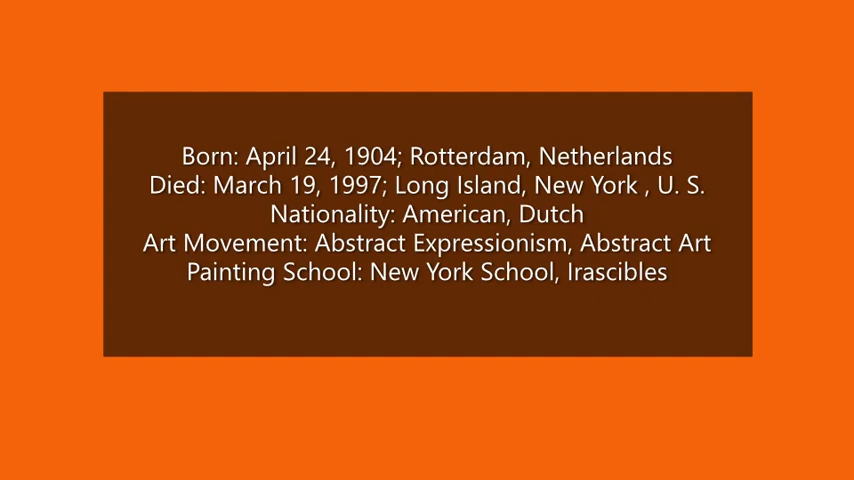 Born: April 24, 1904; Rotterdam, Netherlands
Died: March 19, 1997; Long Island, New York , U. S.
Nationality: American, Dutch
Art Movement: Abstract Expressionism, Abstract Art
Painting School: New York School, Irascibles